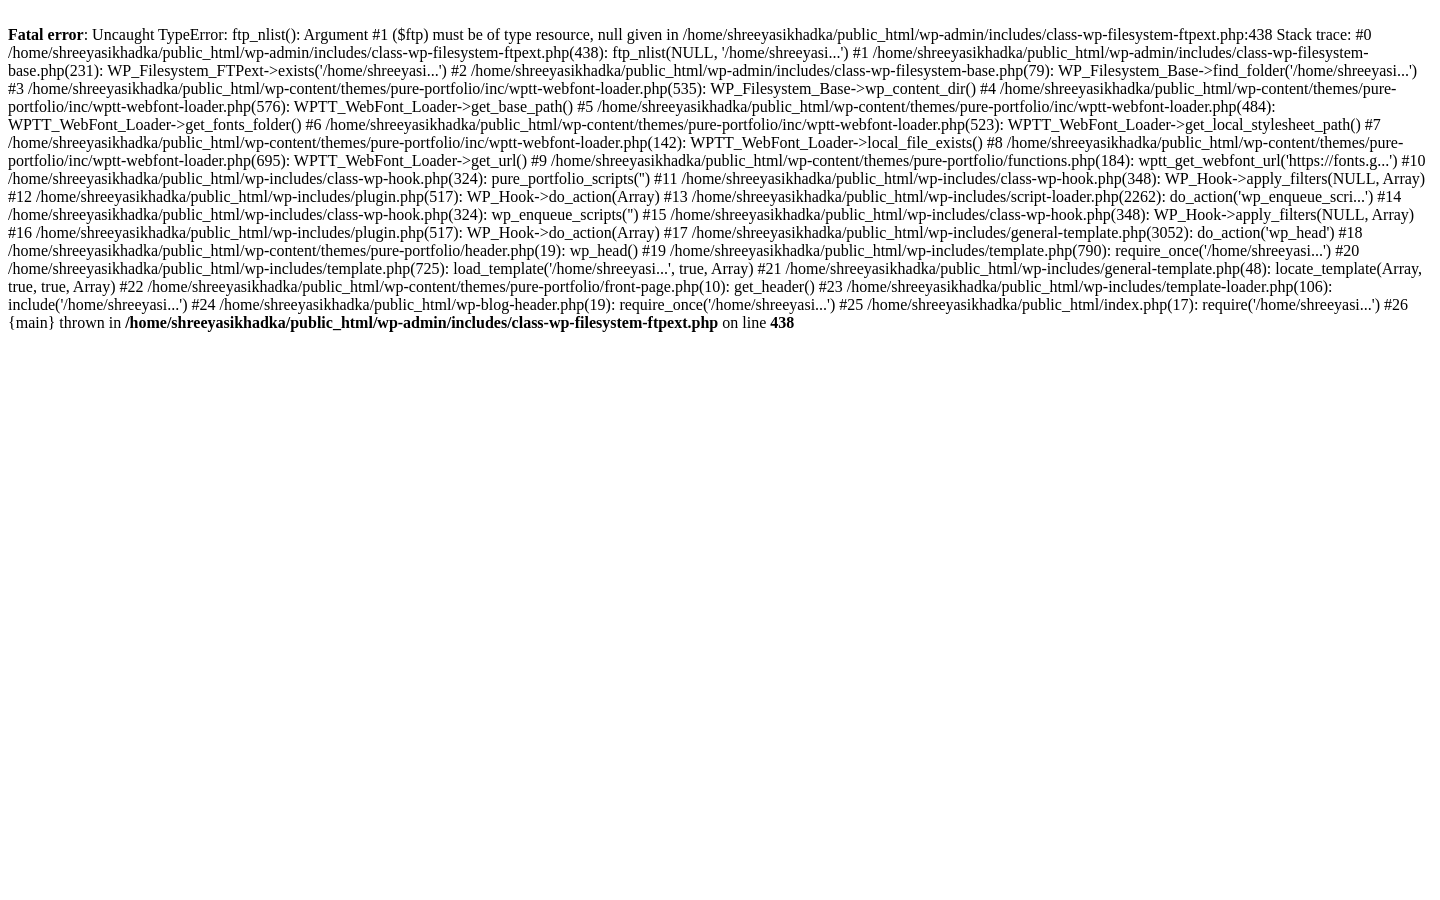 Fatal error: Uncaught TypeError: ftp_nlist(): Argument #1 ($ftp) must be of type resource, null given in /home/shreeyasikhadka/public_html/wp-admin/includes/class-wp-filesystem-ftpext.php:438 Stack trace: #0
/home/shreeyasikhadka/public_html/wp-admin/includes/class-wp-filesystem-ftpext.php(438): ftp_nlist(NULL, '/home/shreeyasi...') #1 /home/shreeyasikhadka/public_html/wp-admin/includes/class-wp-filesystem-
base.php(231): WP_Filesystem_FTPext->exists('/home/shreeyasi...') #2 /home/shreeyasikhadka/public_html/wp-admin/includes/class-wp-filesystem-base.php(79): WP_Filesystem_Base->find_folder('/home/shreeyasi...')
#3 /home/shreeyasikhadka/public_html/wp-content/themes/pure-portfolio/inc/wptt-webfont-loader.php(535): WP_Filesystem_Base->wp_content_dir() #4 /home/shreeyasikhadka/public_html/wp-content/themes/pure-
portfolio/inc/wptt-webfont-loader.php(576): WPTT_WebFont_Loader->get_base_path() #5 /home/shreeyasikhadka/public_html/wp-content/themes/pure-portfolio/inc/wptt-webfont-loader.php(484):
WPTT_WebFont_Loader->get_fonts_folder() #6 /home/shreeyasikhadka/public_html/wp-content/themes/pure-portfolio/inc/wptt-webfont-loader.php(523): WPTT_WebFont_Loader->get_local_stylesheet_path() #7
/home/shreeyasikhadka/public_html/wp-content/themes/pure-portfolio/inc/wptt-webfont-loader.php(142): WPTT_WebFont_Loader->local_file_exists() #8 /home/shreeyasikhadka/public_html/wp-content/themes/pure-
portfolio/inc/wptt-webfont-loader.php(695): WPTT_WebFont_Loader->get_url() #9 /home/shreeyasikhadka/public_html/wp-content/themes/pure-portfolio/functions.php(184): wptt_get_webfont_url('https://fonts.g...') #10
/home/shreeyasikhadka/public_html/wp-includes/class-wp-hook.php(324): pure_portfolio_scripts('') #11 /home/shreeyasikhadka/public_html/wp-includes/class-wp-hook.php(348): WP_Hook->apply_filters(NULL, Array)
#12 /home/shreeyasikhadka/public_html/wp-includes/plugin.php(517): WP_Hook->do_action(Array) #13 /home/shreeyasikhadka/public_html/wp-includes/script-loader.php(2262): do_action('wp_enqueue_scri...') #14
/home/shreeyasikhadka/public_html/wp-includes/class-wp-hook.php(324): wp_enqueue_scripts('') #15 /home/shreeyasikhadka/public_html/wp-includes/class-wp-hook.php(348): WP_Hook->apply_filters(NULL, Array)
#16 /home/shreeyasikhadka/public_html/wp-includes/plugin.php(517): WP_Hook->do_action(Array) #17 /home/shreeyasikhadka/public_html/wp-includes/general-template.php(3052): do_action('wp_head') #18
/home/shreeyasikhadka/public_html/wp-content/themes/pure-portfolio/header.php(19): wp_head() #19 /home/shreeyasikhadka/public_html/wp-includes/template.php(790): require_once('/home/shreeyasi...') #20
/home/shreeyasikhadka/public_html/wp-includes/template.php(725): load_template('/home/shreeyasi...', true, Array) #21 /home/shreeyasikhadka/public_html/wp-includes/general-template.php(48): locate_template(Array,
true, true, Array) #22 /home/shreeyasikhadka/public_html/wp-content/themes/pure-portfolio/front-page.php(10): get_header() #23 /home/shreeyasikhadka/public_html/wp-includes/template-loader.php(106):
include('/home/shreeyasi...') #24 /home/shreeyasikhadka/public_html/wp-blog-header.php(19): require_once('/home/shreeyasi...') #25 /home/shreeyasikhadka/public_html/index.php(17): require('/home/shreeyasi...') #26
{main} thrown in /home/shreeyasikhadka/public_html/wp-admin/includes/class-wp-filesystem-ftpext.php on line 438